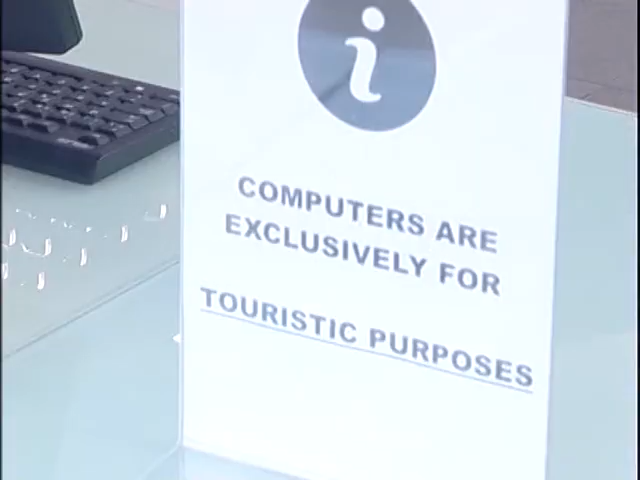 i
COMPUTERS ARE
EXCLUSIVELY FOR
TOURISTIC PURPOSES